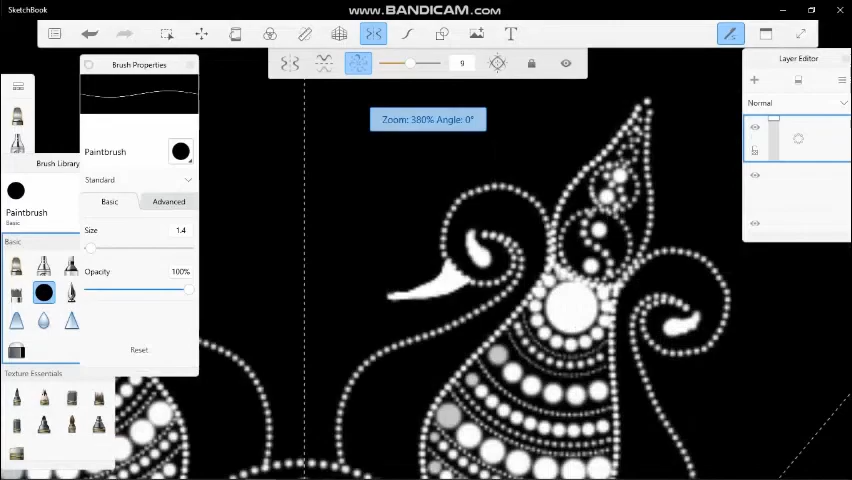 SketchBook
www.BANDICAM.com
T
9
Brush Properties
Layer Editor
Zoom: 380% Angle: 0°
Normal
Paintbrush
Standard
Brush Library
Basic
Advanced
Paintbrush
Basic
Size
1.4
Basic
Opacity
100%
Reset
Texture Essentials